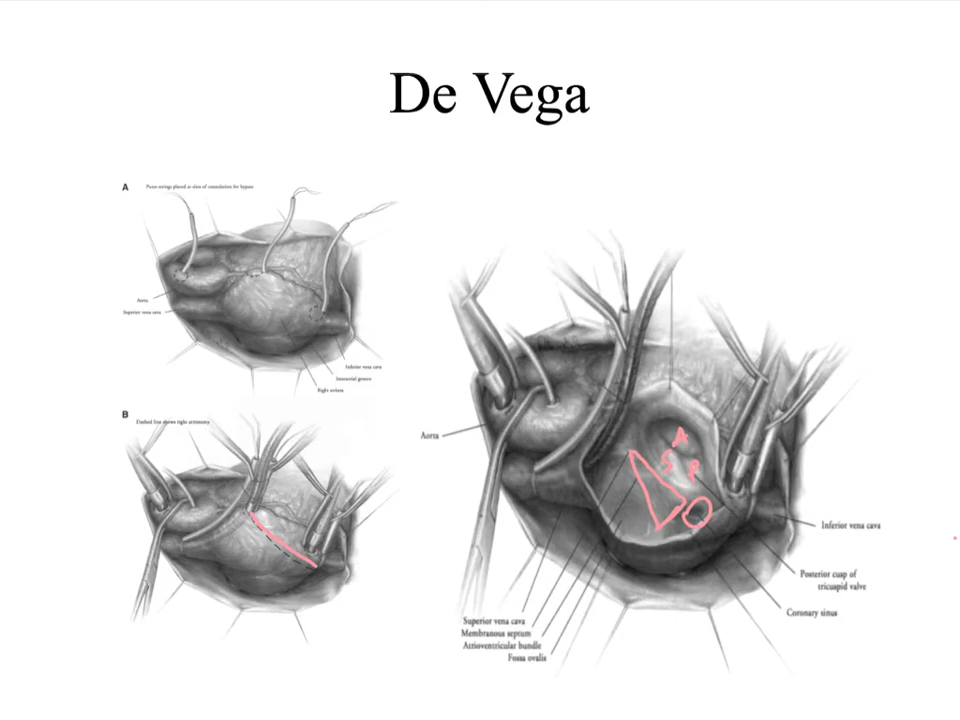 De Vega
A
Purse strings placed at sites of cannulation for bypass
Aorta
Superior vena cava
Inferior vena cava
Interatrial groove
Right atrium
B
Dashed line shows right atriotomy
Aorta
A
S
P
Inferior vena cava
Posterior cusp of
tricuspid valve
Coronary sinus
Superior vena cava
Membranous septum
Atrioventricular bundle
Fossa ovalis